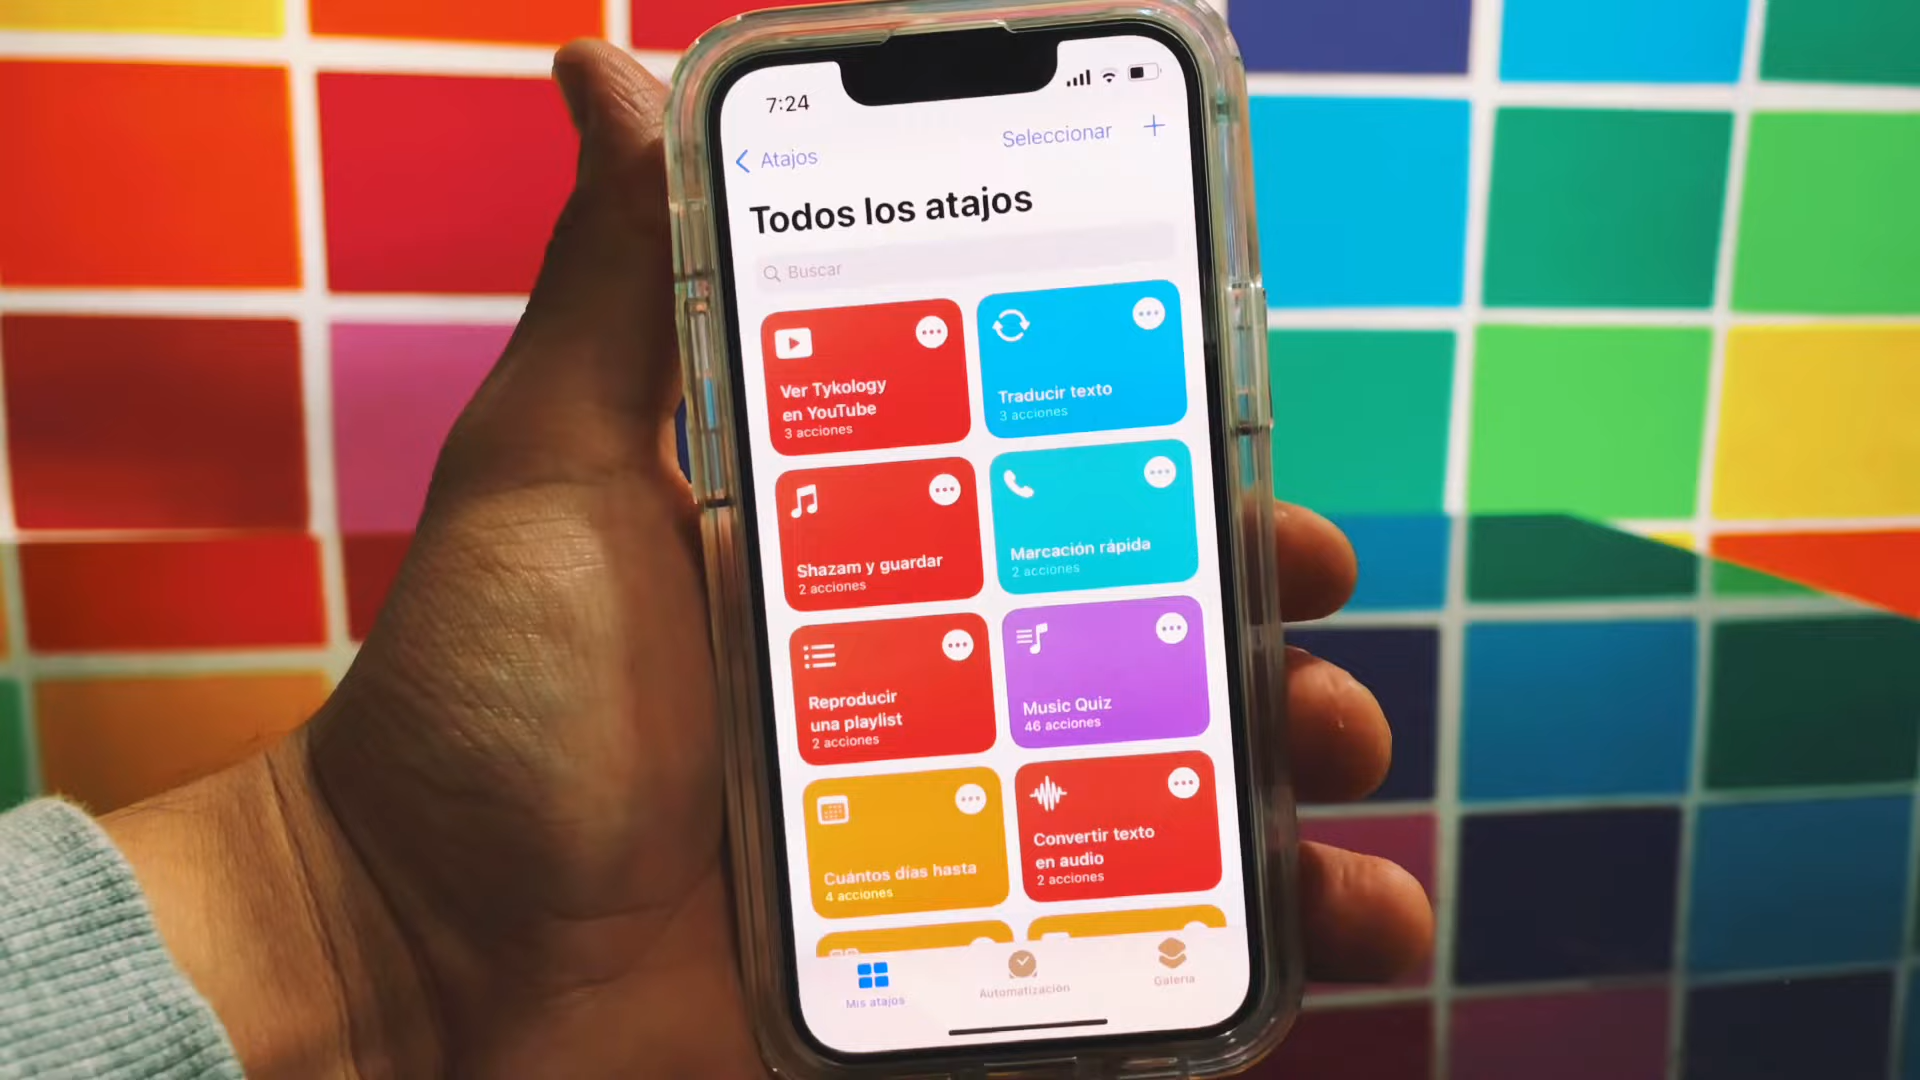 7:24
Atajos
Seleccionar
Todos los atajos
Buscar
Ver Tykology
en YouTube
3 acciones
Traducir texto
3 acciones
Shazam y guardar
2 acciones
Marcación rápida
2 acciones
Reproducir
una playlist
2 acciones
Music Quiz
46 acciones
Cuántos días hasta
4 acciones
Convertir texto
en audio
2 acciones
Mis atajos
Automatización
Galería